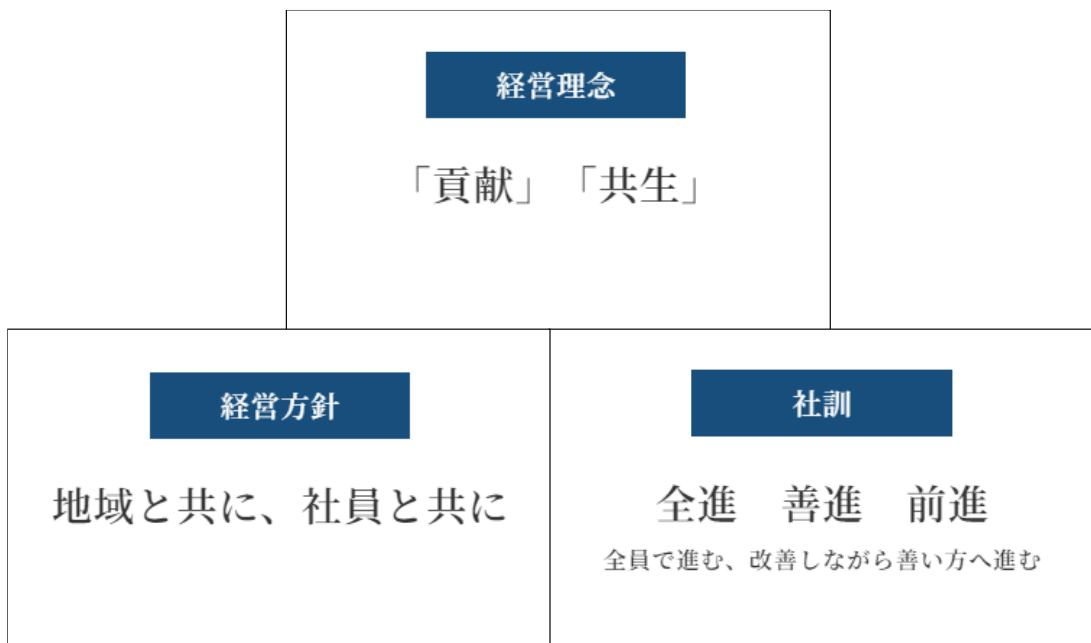 経営理念
「貢献」「共生」
経営方針
地域と共に、社員と共に
社訓
全進　善進　前進
全員で進む、改善しながら善い方へ進む